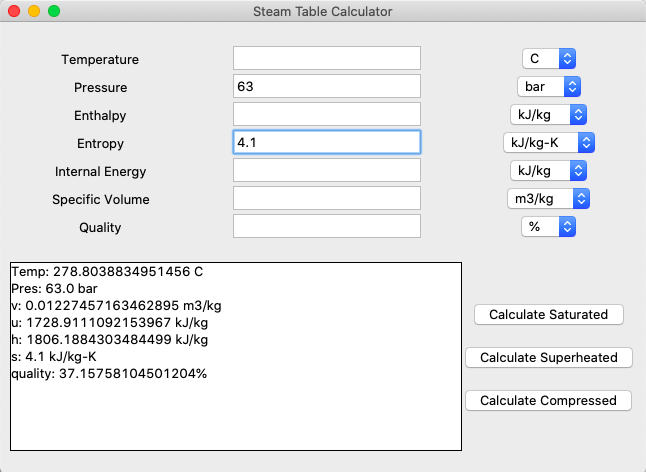 Steam Table Calculator
Temperature C
Pressure 63 bar
Enthalpy kJ/kg
Entropy 4.1 kJ/kg-K
Internal Energy kJ/kg
Specific Volume m3/kg
Quality %
Temp: 278.8038834951456 C
Pres: 63.0 bar
v: 0.01227457163462895 m3/kg
u: 1728.9111092153967 kJ/kg
h: 1806.1884303484499 kJ/kg
s: 4.1 kJ/kg-K
quality: 37.15758104501204%
Calculate Saturated
Calculate Superheated
Calculate Compressed